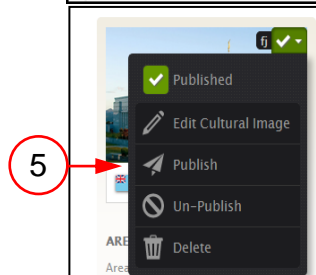 fj
Published
Edit Cultural Image
5
Publish
Un-Publish
ARE
Delete
Area